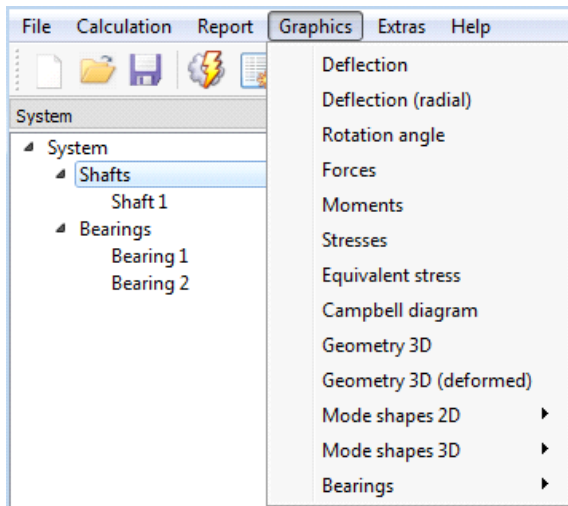 File Calculation Report Graphics Extras Help
System
System
Shafts
Shaft 1
Bearings
Bearing 1
Bearing 2
Deflection
Deflection (radial)
Rotation angle
Forces
Moments
Stresses
Equivalent stress
Campbell diagram
Geometry 3D
Geometry 3D (deformed)
Mode shapes 2D
Mode shapes 3D
Bearings